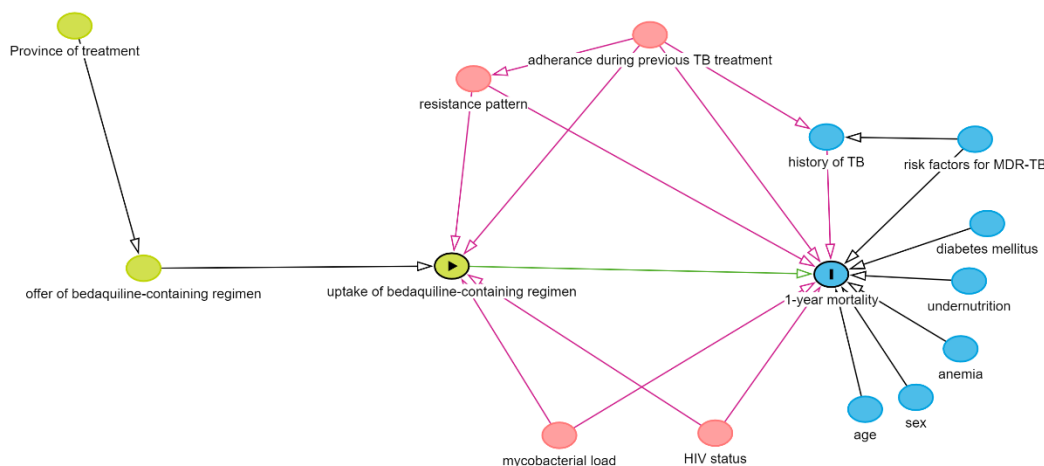 Province of treatment
adherance during previous TB treatment
resistance pattern
history of TB
risk factors for MDR-TB
diabetes mellitus
offer of bedaquiline-containing regimen
uptake of bedaquiline-containing regimen
1-year mortality
undernutrition
anemia
age
sex
mycobacterial load
HIV status